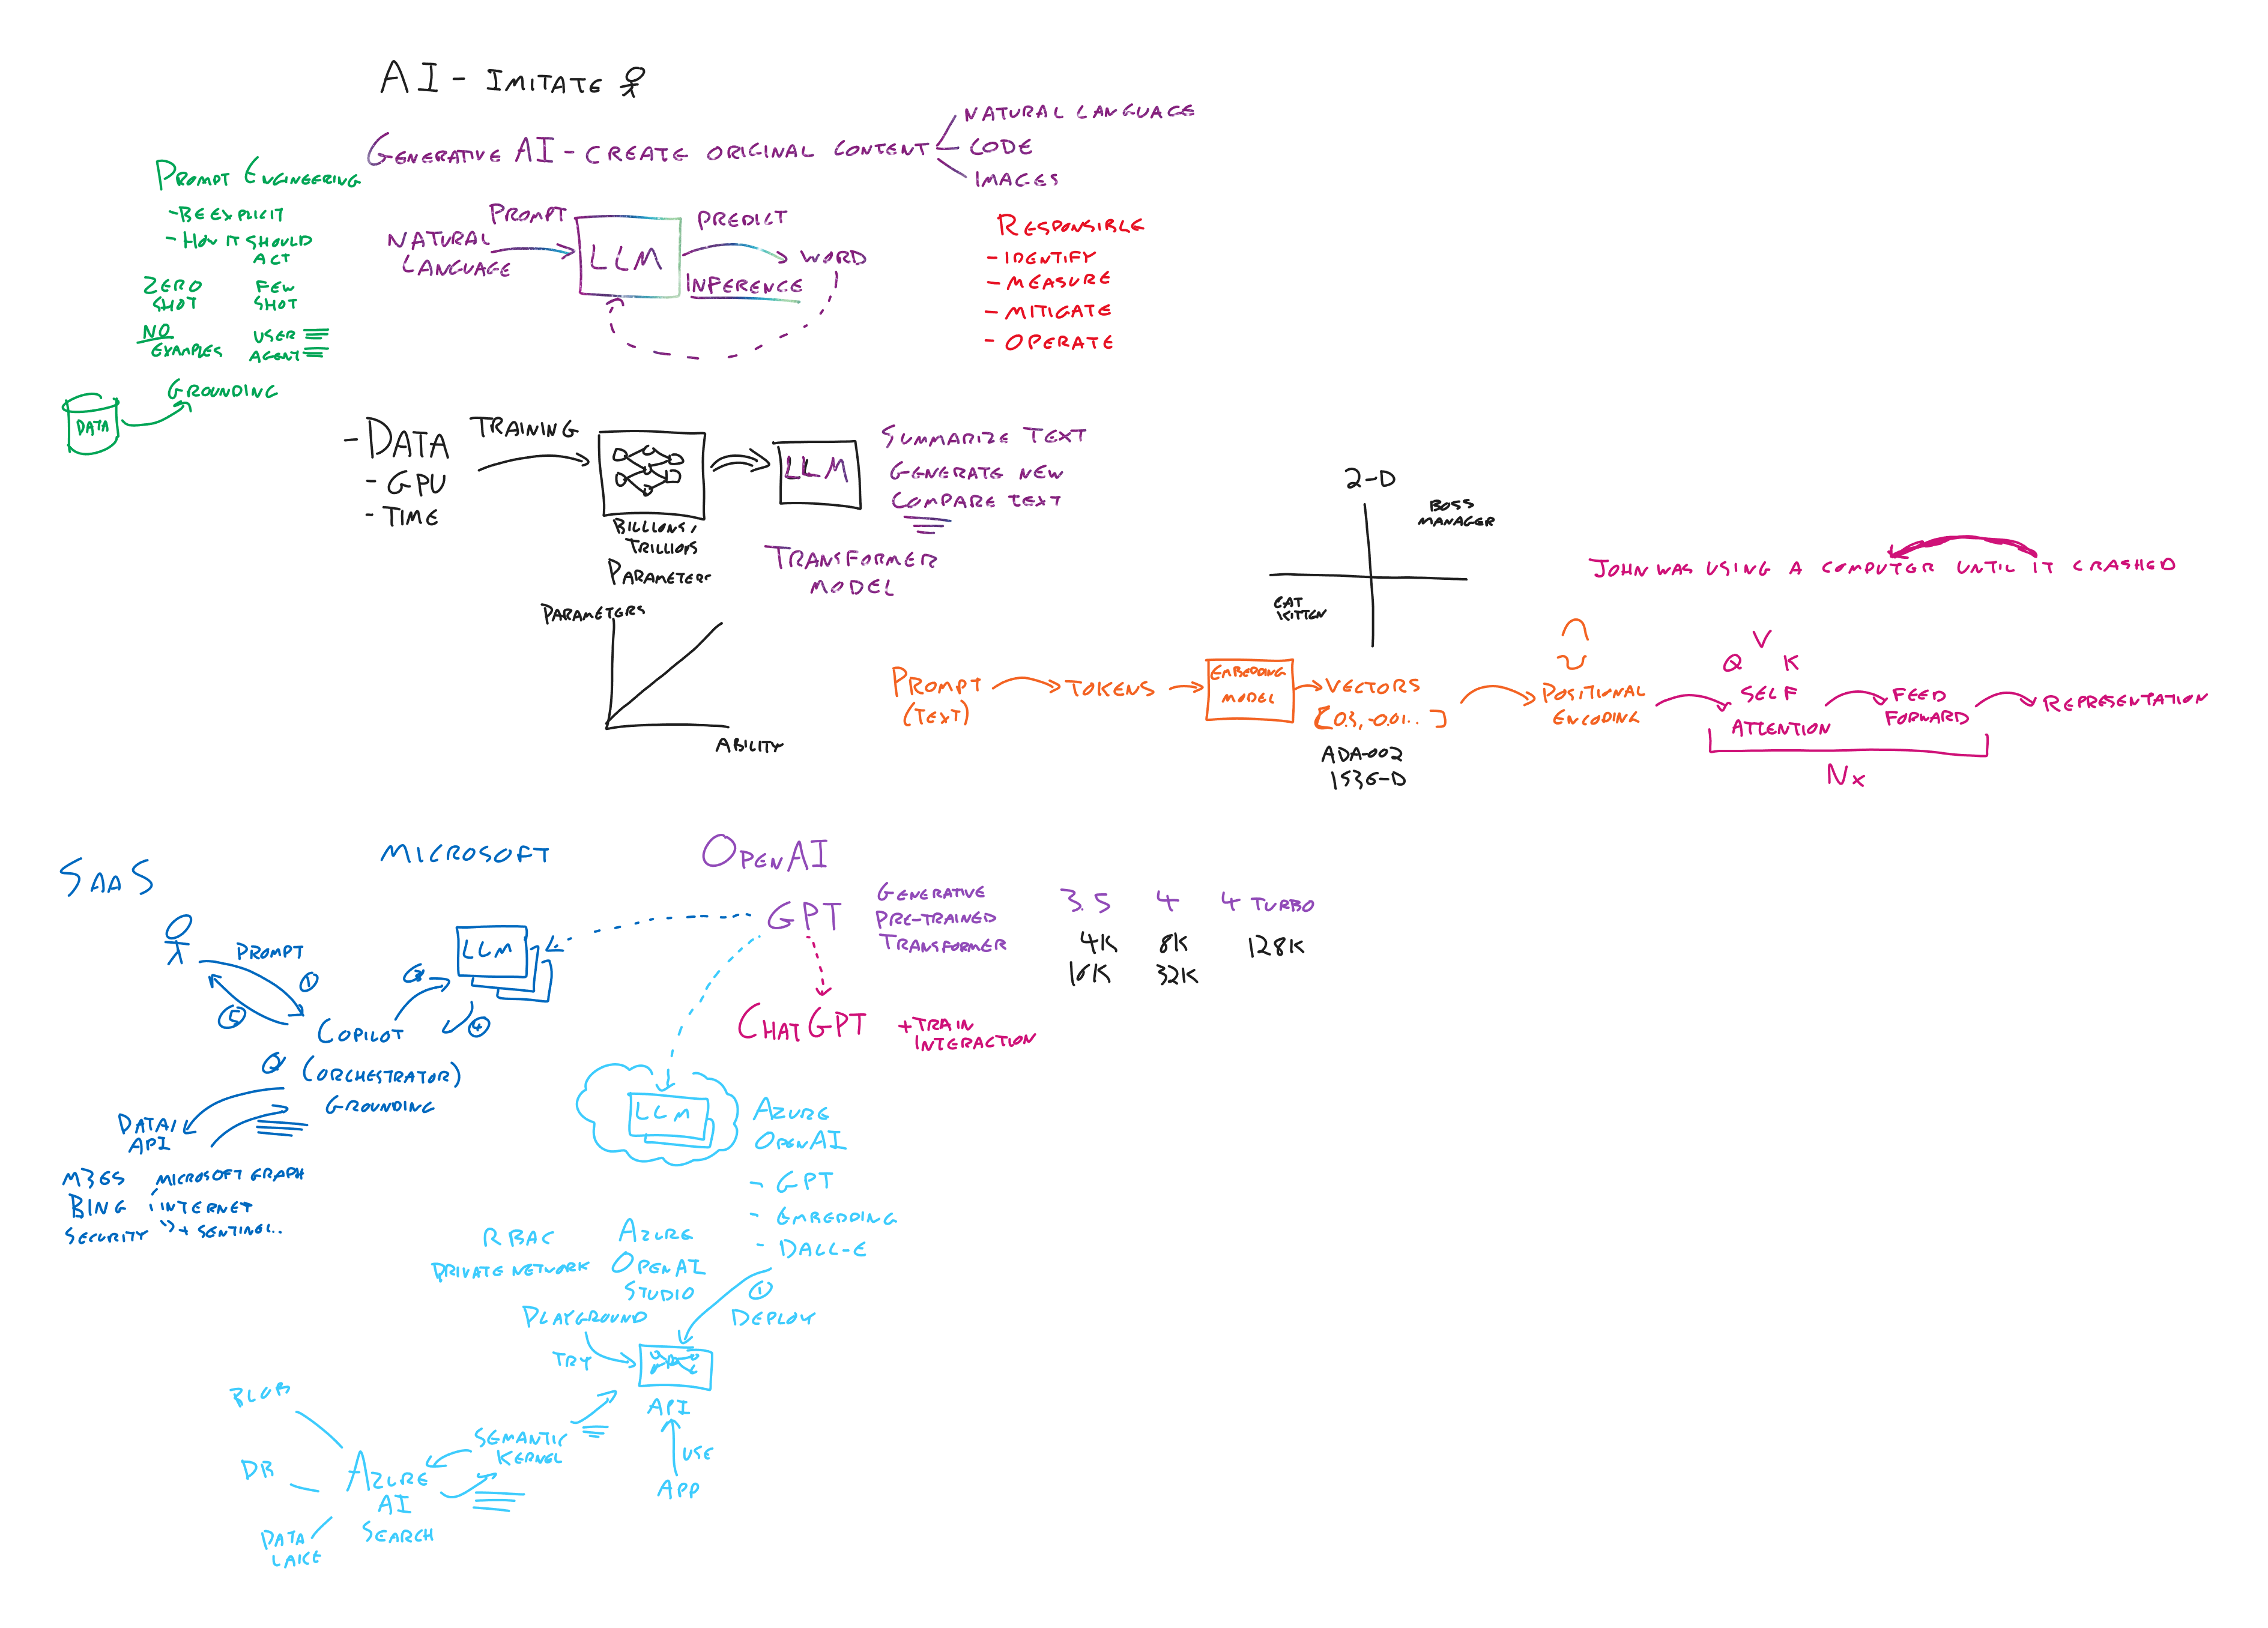 AI - IMITATE
GENERATIVE AI - CREATE ORIGINAL CONTENT
NATURAL LANGUAGE
CODE
IMAGES
PROMPT ENGINEERING
- BE EXPLICIT
- HOW IT SHOULD
ACT
ZERO
SHOT
FEW
SHOT
NO
EXAMPLES
USER
AGENT
GROUNDING
DATA
NATURAL
LANGUAGE
PROMPT
LLM
PREDICT
INFERENCE
WORD
RESPONSIBLE
- IDENTIFY
- MEASURE
- MITIGATE
- OPERATE
- DATA
- GPU
- TIME
TRAINING
BILLIONS/
TRILLIONS
PARAMETERS
LLM
SUMMARIZE TEXT
GENERATE NEW
COMPARE TEXT
TRANSFORMER
MODEL
PARAMETERS
ABILITY
2-D
BOSS
MANAGER
CAT
KITTEN
JOHN WAS USING A COMPUTER UNTIL IT CRASHED
PROMPT
(TEXT)
TOKENS
EMBEDDING
MODEL
VECTORS
[0.3, -0.01.. ]
ADA-002
1536-D
POSITIONAL
ENCODING
V
Q K
SELF
ATTENTION
FEED
FORWARD
REPRESENTATION
Nx
SAAS
MICROSOFT
OPENAI
GPT
GENERATIVE
PRE-TRAINED
TRANSFORMER
3.5 4 4 TURBO
4K 8K 128K
16K 32K
CHATGPT
+ TRAIN
INTERACTION
PROMPT
1
5
COPILOT
(ORCHESTRATOR)
GROUNDING
2
3
LLM
4
DATA/
API
M365 MICROSOFT GRAPH
BING INTERNET
SECURITY + SENTINEL..
LLM
AZURE
OPENAI
- GPT
- EMBEDDING
- DALL-E
1
DEPLOY
RBAC
PRIVATE NETWORK
AZURE
OPENAI
STUDIO
PLAYGROUND
TRY
API
USE
APP
SEMANTIC
KERNEL
AZURE
AI
SEARCH
BLOB
DB
DATA
LAKE